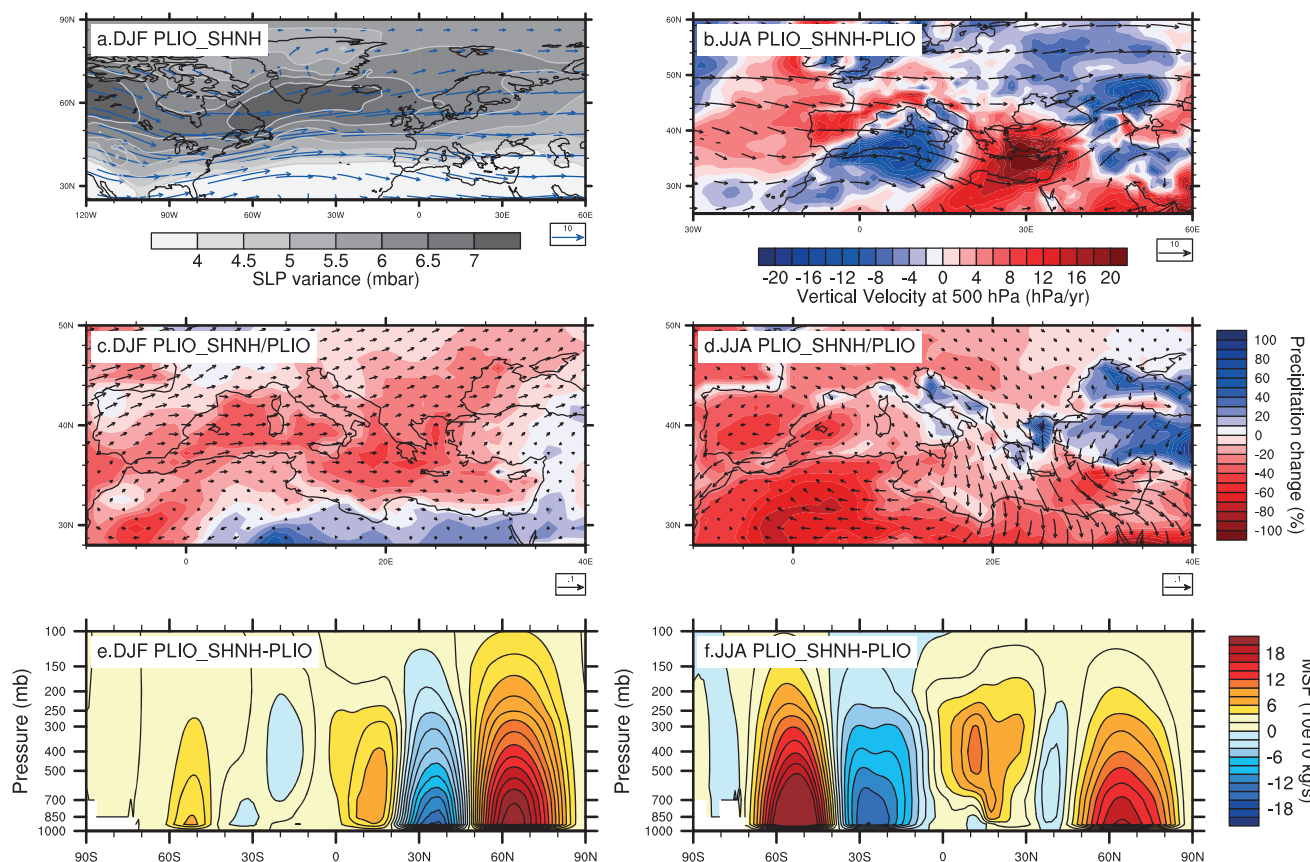 a.DJF PLIO_SHNH
90N
60N
30N
120W 90W 60W 30W 0 30E 60E
10
4 4.5 5 5.5 6 6.5 7
SLP variance (mbar)
b.JJA PLIO_SHNH-PLIO
60N
50N
40N
30N
30W 0 30E 60E
10
-20 -16 -12 -8 -4 0 4 8 12 16 20
Vertical Velocity at 500 hPa (hPa/yr)
c.DJF PLIO_SHNH/PLIO
50N
40N
30N
0 20E 40E
.1
d.JJA PLIO_SHNH/PLIO
50N
40N
30N
0 20E 40E
.1
100
80
60
40
20
0
-20
-40
-60
-80
-100
Precipitation change (%)
e.DJF PLIO_SHNH-PLIO
100
150
200
250
300
400
500
700
850
1000
Pressure (mb)
90S 60S 30S 0 30N 60N 90N
f.JJA PLIO_SHNH-PLIO
100
150
200
250
300
400
500
700
850
1000
Pressure (mb)
90S 60S 30S 0 30N 60N 90N
18
12
6
0
-6
-12
-18
MSF (10e10 kg/s)